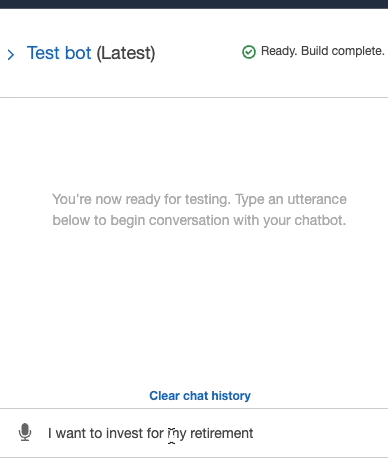 Test bot (Latest)
Ready. Build complete.
You're now ready for testing. Type an utterance
below to begin conversation with your chatbot.
Clear chat history
I want to invest for my retirement